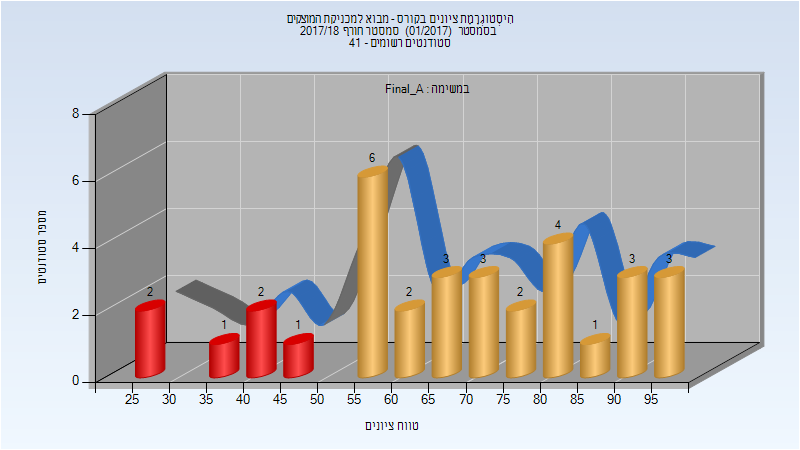 היסטוגרמת ציונים בקורס - מבוא למכניקת המוצקים
בסמסטר (01/2017) סמסטר חורף 2017/18
סטודנטים רשומים - 41
במשימה : Final_A
מספר סטודנטים
8
6
4
2
0
2
1
2
1
6
2
3
3
2
4
1
3
3
25 30 35 40 45 50 55 60 65 70 75 80 85 90 95
טווח ציונים